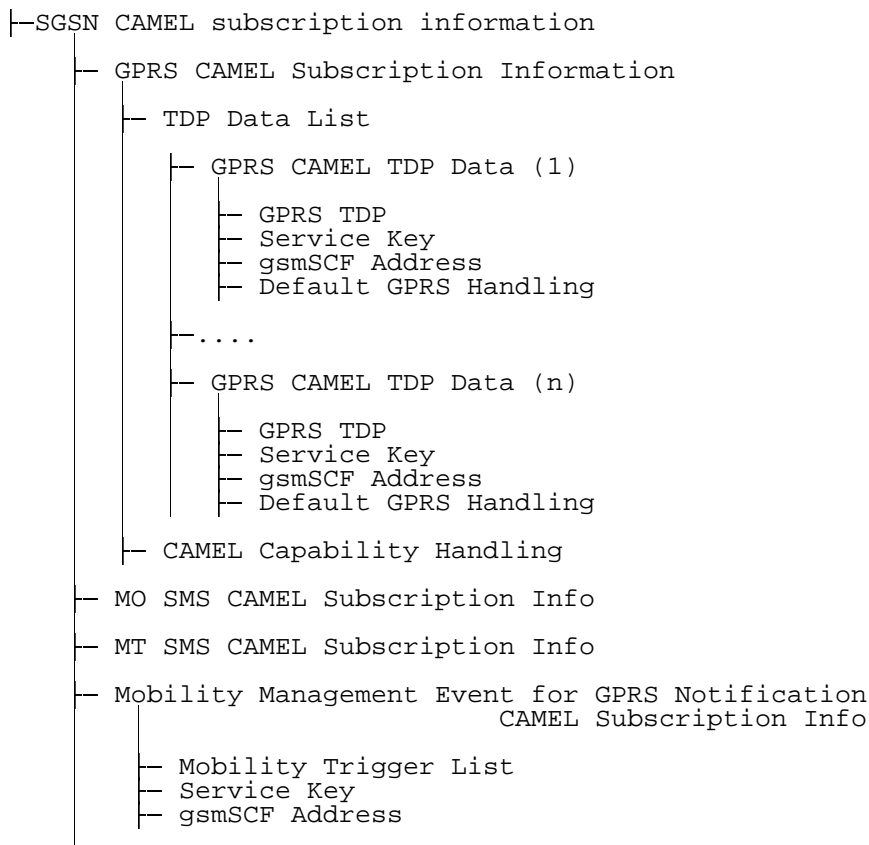 SGSN CAMEL subscription information
GPRS CAMEL Subscription Information
TDP Data List
GPRS CAMEL TDP Data (1)
GPRS TDP
Service Key
gsmSCF Address
Default GPRS Handling
....
GPRS CAMEL TDP Data (n)
GPRS TDP
Service Key
gsmSCF Address
Default GPRS Handling
CAMEL Capability Handling
MO SMS CAMEL Subscription Info
MT SMS CAMEL Subscription Info
Mobility Management Event for GPRS Notification
CAMEL Subscription Info
Mobility Trigger List
Service Key
gsmSCF Address